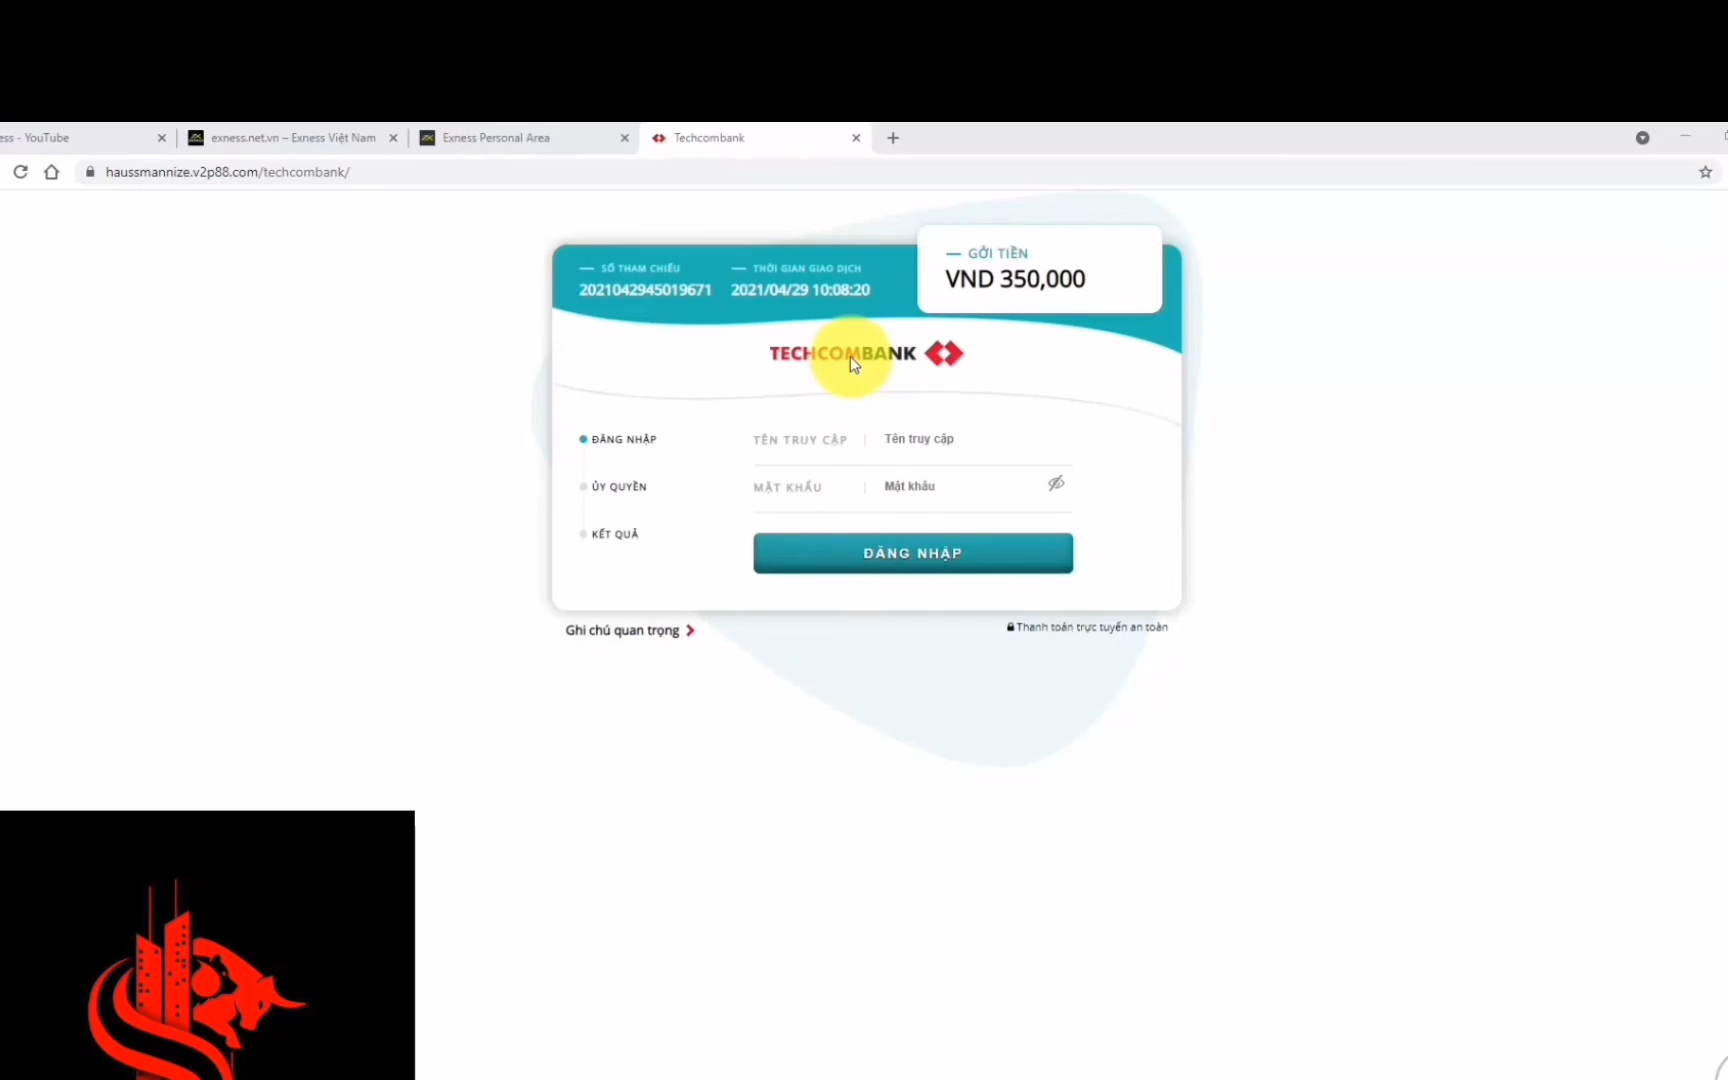 ess - YouTube
exness.net.vn – Exness Việt Nam
Exness Personal Area
Techcombank
haussmannize.v2p88.com/techcombank/
GỞI TIỀN
VND 350,000
SỐ THAM CHIẾU
2021042945019671
THỜI GIAN GIAO DỊCH
2021/04/29 10:08:20
TECHCOMBANK
ĐĂNG NHẬP
ỦY QUYỀN
KẾT QUẢ
TÊN TRUY CẬP
Tên truy cập
MẬT KHẨU
Mật khẩu
ĐĂNG NHẬP
Ghi chú quan trọng
Thanh toán trực tuyến an toàn